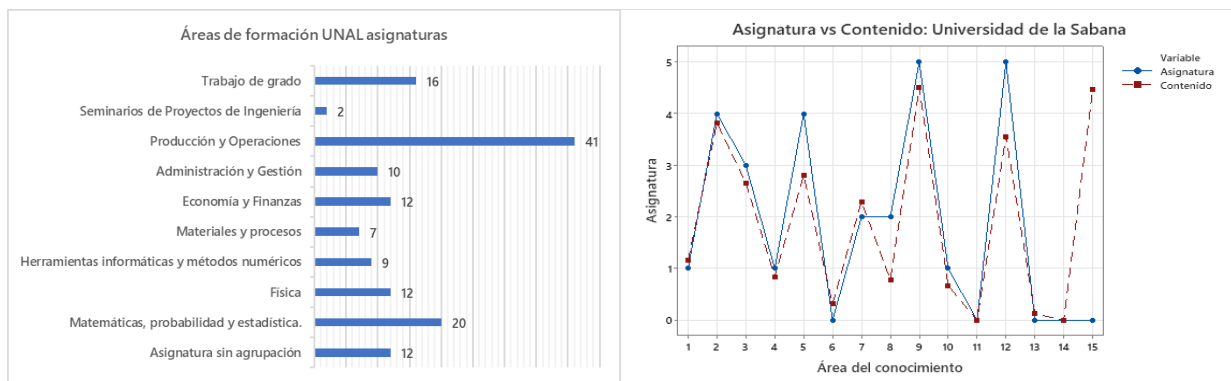 Áreas de formación UNAL asignaturas
Trabajo de grado 16
Seminarios de Proyectos de Ingeniería 2
Producción y Operaciones 41
Administración y Gestión 10
Economía y Finanzas 12
Materiales y procesos 7
Herramientas informáticas y métodos numéricos 9
Física 12
Matemáticas, probabilidad y estadística. 20
Asignatura sin agrupación 12
Asignatura vs Contenido: Universidad de la Sabana
Variable
Asignatura
Contenido
Asignatura
5
4
3
2
1
0
1 2 3 4 5 6 7 8 9 10 11 12 13 14 15
Área del conocimiento